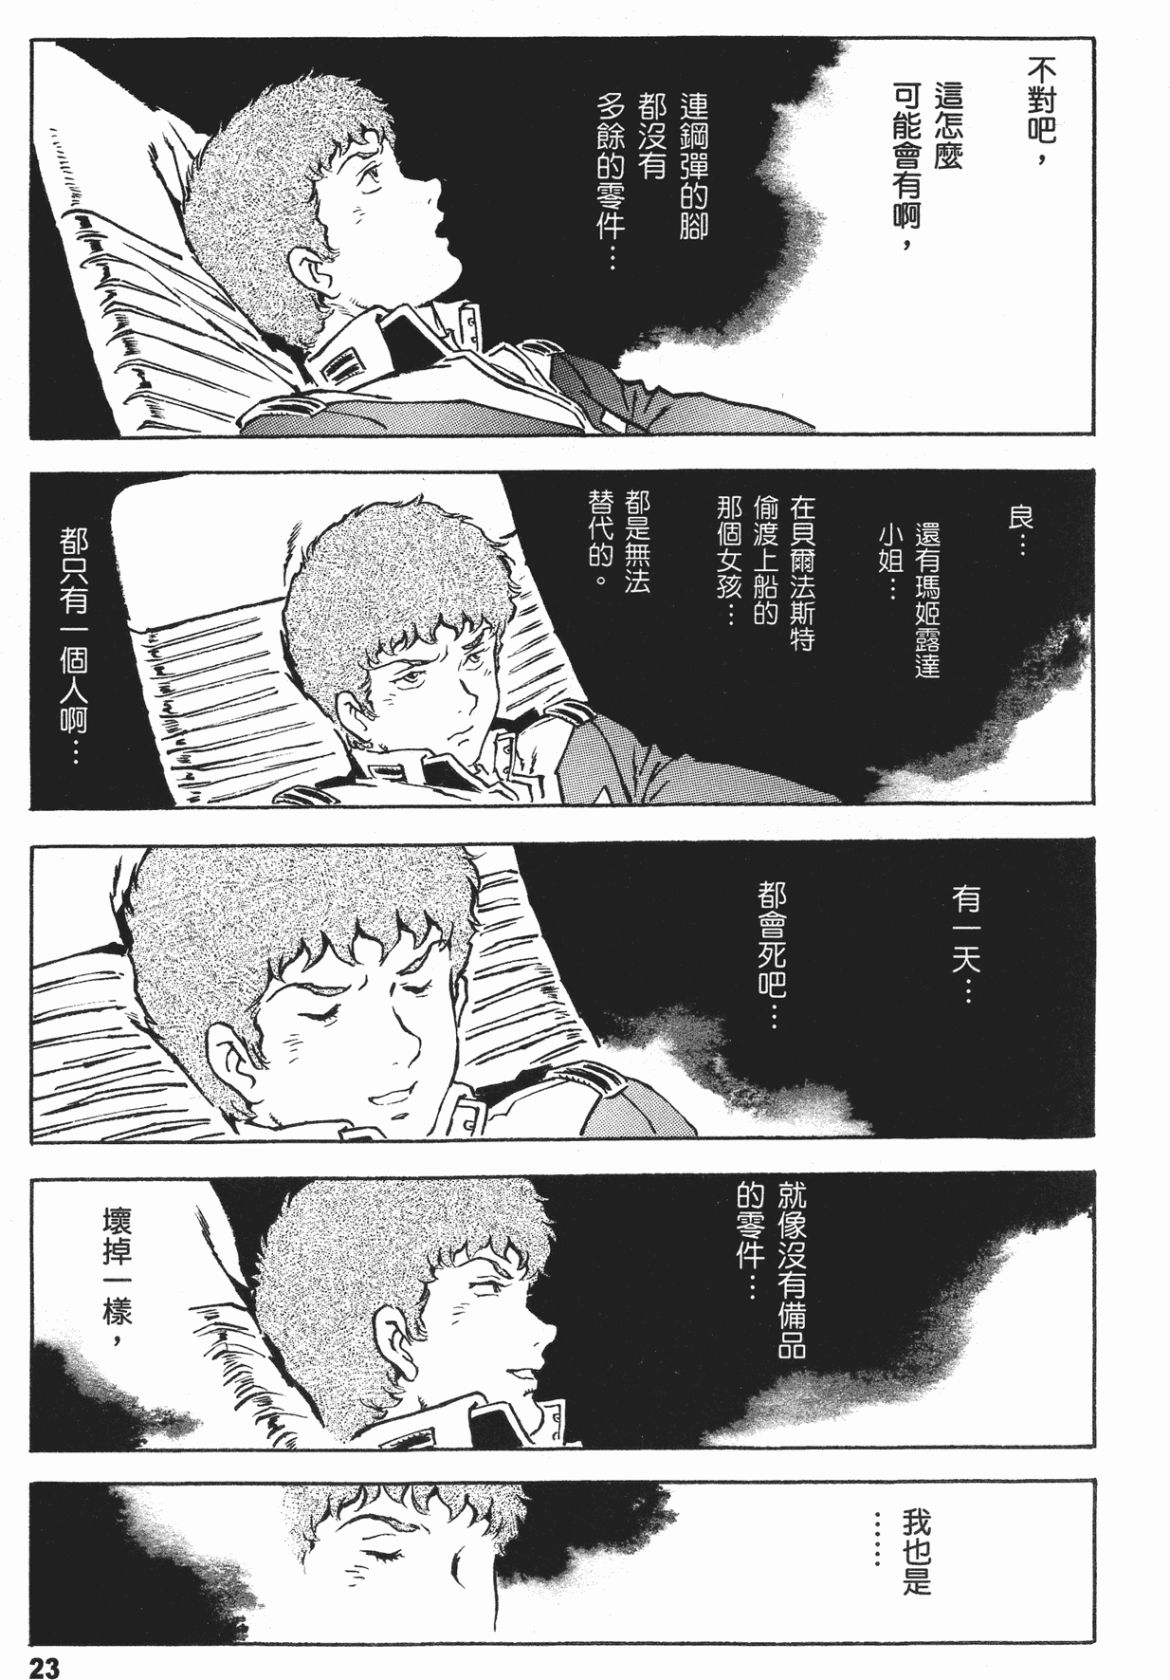 不對吧，
這怎麼
可能會有啊，
連鋼彈的腳
都沒有
多餘的零件…
良…
還有瑪姬露達
小姐…
在貝爾法斯特
偷渡上船的
那個女孩…
都是無法
替代的。
都只有一個人啊…
有一天…
都會死吧…
就像沒有備品
的零件…
壞掉一樣，
我也是
……
23